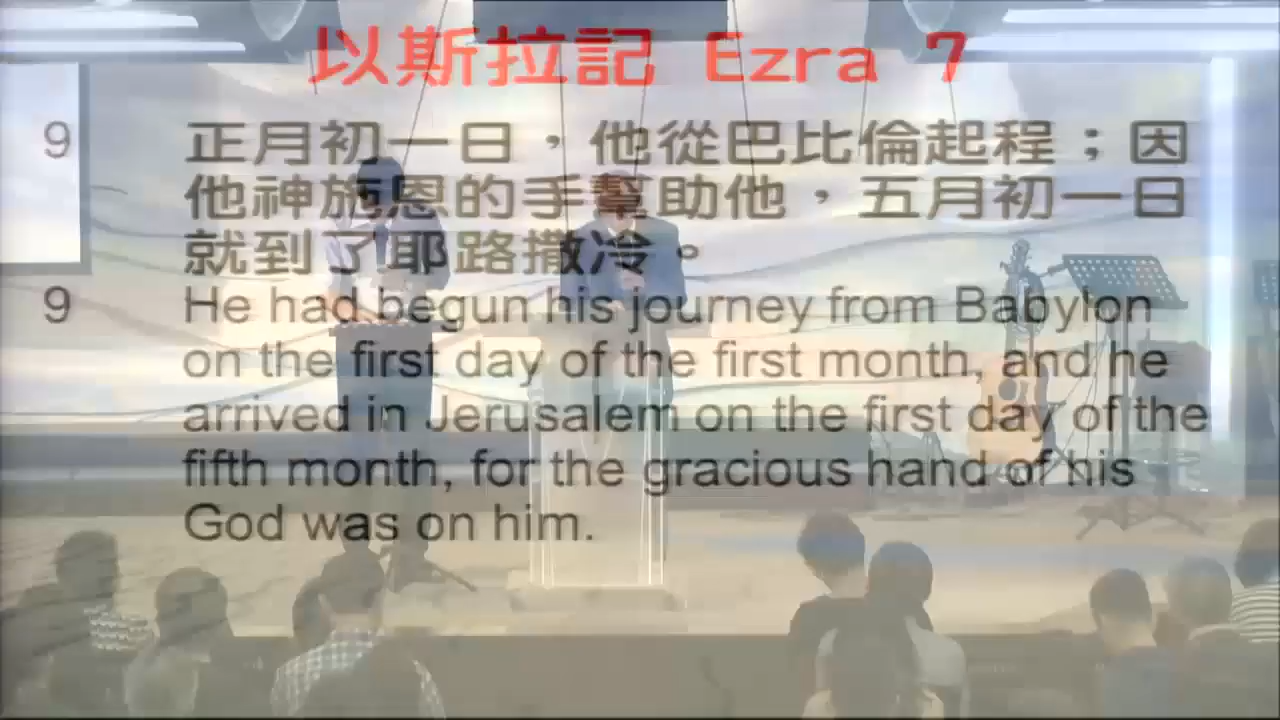 以斯拉記 Ezra 7
9 正月初一日，他從巴比倫起程；因
他神施恩的手幫助他，五月初一日
就到了耶路撒冷。
9 He had begun his journey from Babylon
on the first day of the first month, and he
arrived in Jerusalem on the first day of the
fifth month, for the gracious hand of his
God was on him.